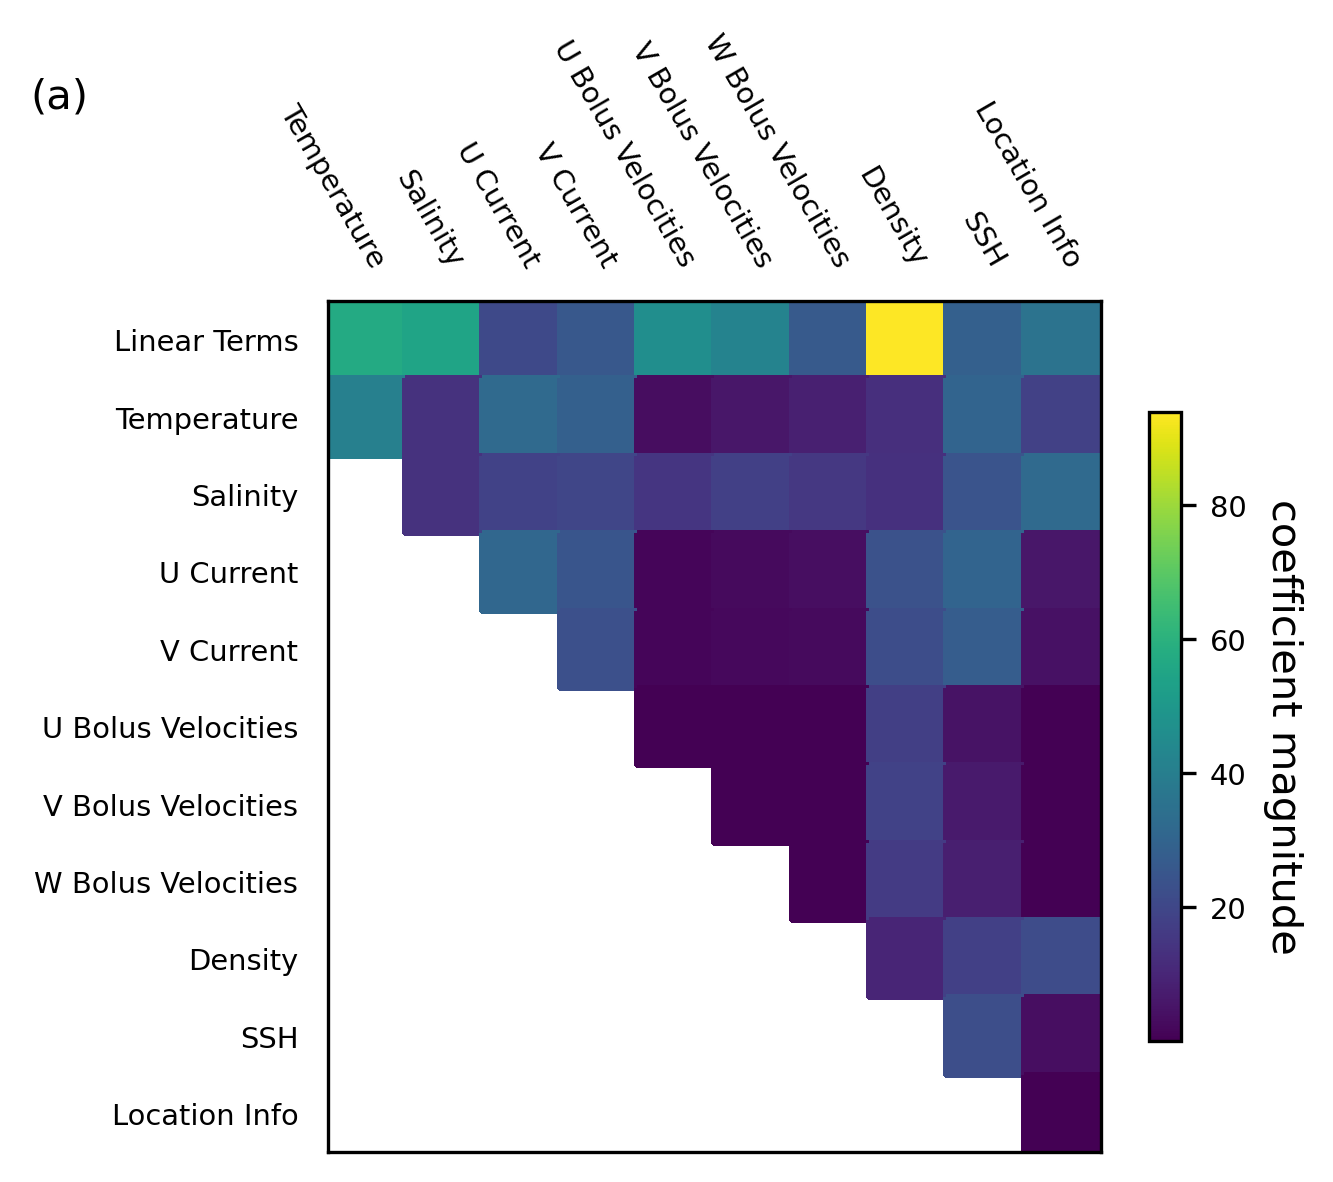 (a)
Temperature
Salinity
U Current
V Current
U Bolus Velocities
V Bolus Velocities
W Bolus Velocities
Density
SSH
Location Info
Linear Terms
Temperature
Salinity
U Current
V Current
U Bolus Velocities
V Bolus Velocities
W Bolus Velocities
Density
SSH
Location Info
80
60
40
20
coefficient magnitude